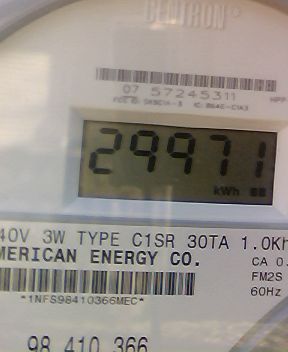 CENTRON®
07 57245311
29971
kWh
40V 3W TYPE C1SR 30TA 1.0Kh
MERICAN ENERGY CO.
CA 0.
FM2S
60Hz
*1NFS98410366MEC*
98 410 366